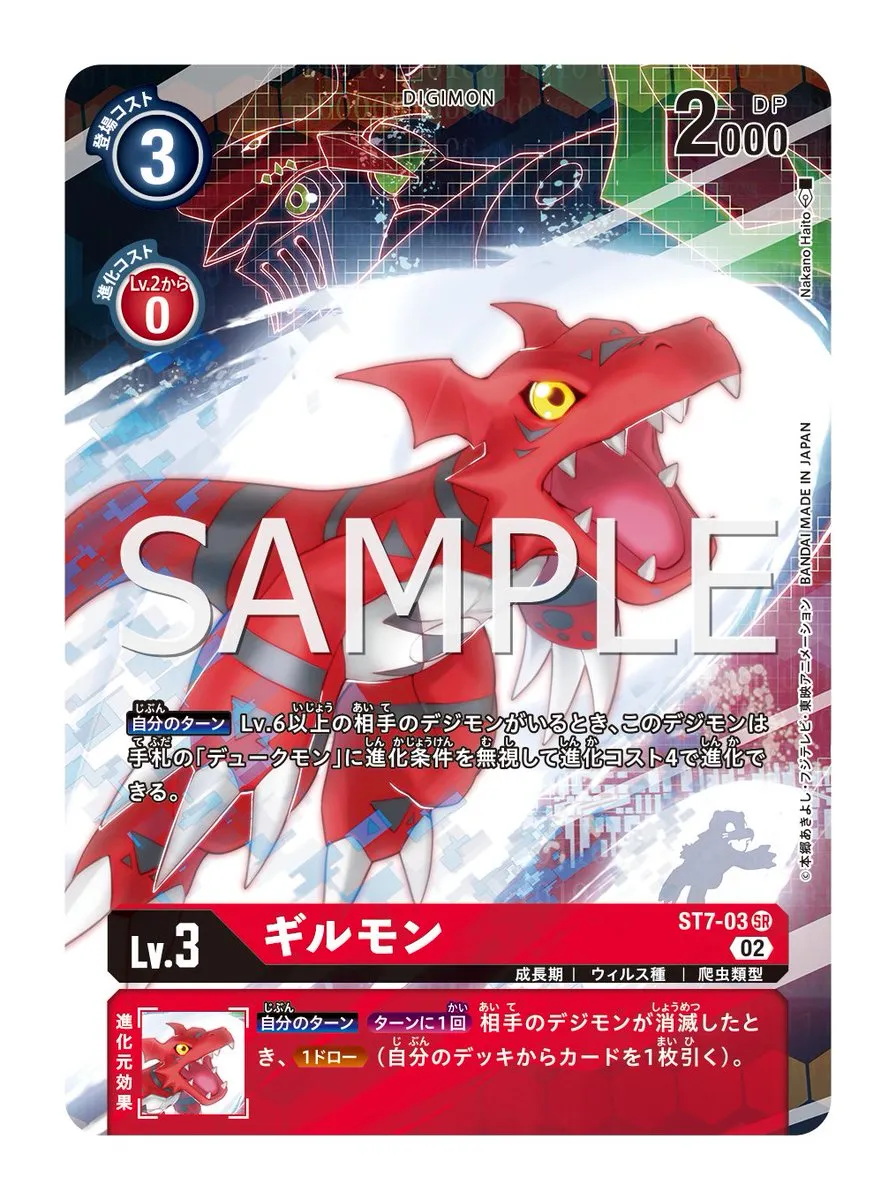 DIGIMON
登場コスト
3
2000
DP
進化コスト
Lv.2から
0
Nakano Haito
©本郷あきよし・フジテレビ・東映アニメーション BANDAI MADE IN JAPAN
SAMPLE
自分のターン Lv.6以上の相手のデジモンがいるとき、このデジモンは
手札の「デュークモン」に進化条件を無視して進化コスト4で進化で
きる。
Lv.3
ギルモン
ST7-03 SR
02
成長期 | ウィルス種 | 爬虫類型
進化元効果
自分のターン ターンに1回 相手のデジモンが消滅したと
き、1ドロー（自分のデッキからカードを1枚引く）。